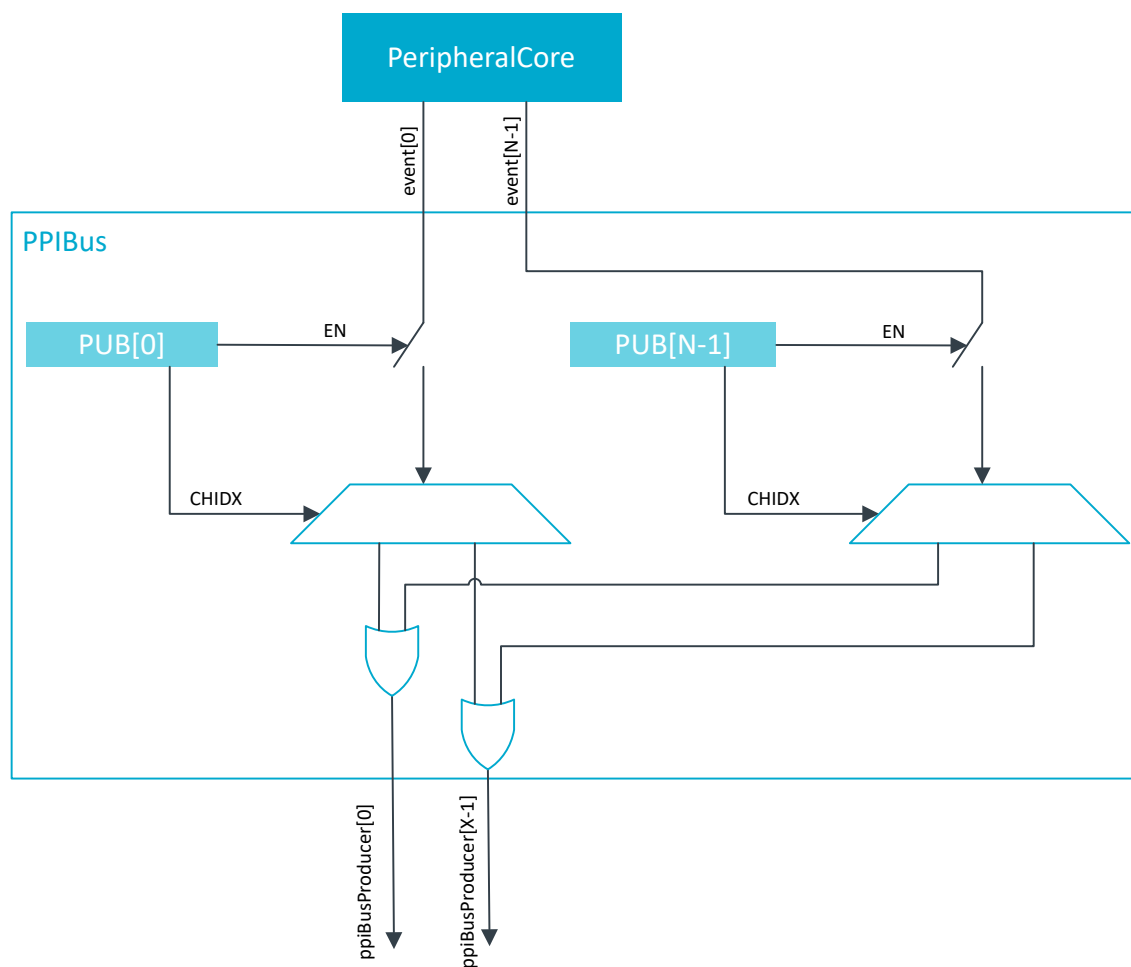 PeripheralCore
event[0]
event[N-1]
PPIBus
PUB[0]
EN
PUB[N-1]
EN
CHIDX
CHIDX
ppiBusProducer[0]
ppiBusProducer[X-1]